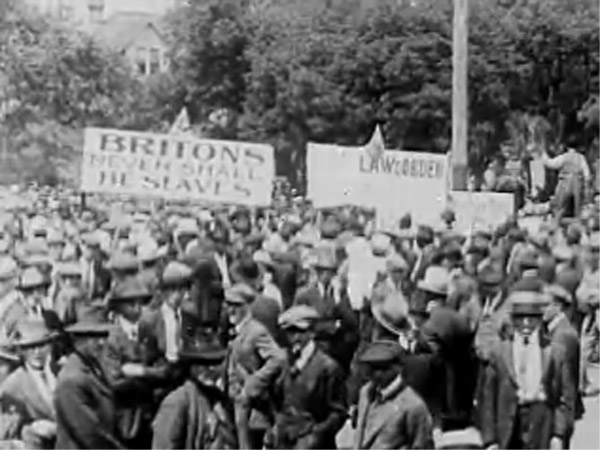 BRITONS
NEVER SHALL
BE SLAVES
LAW & ORDER